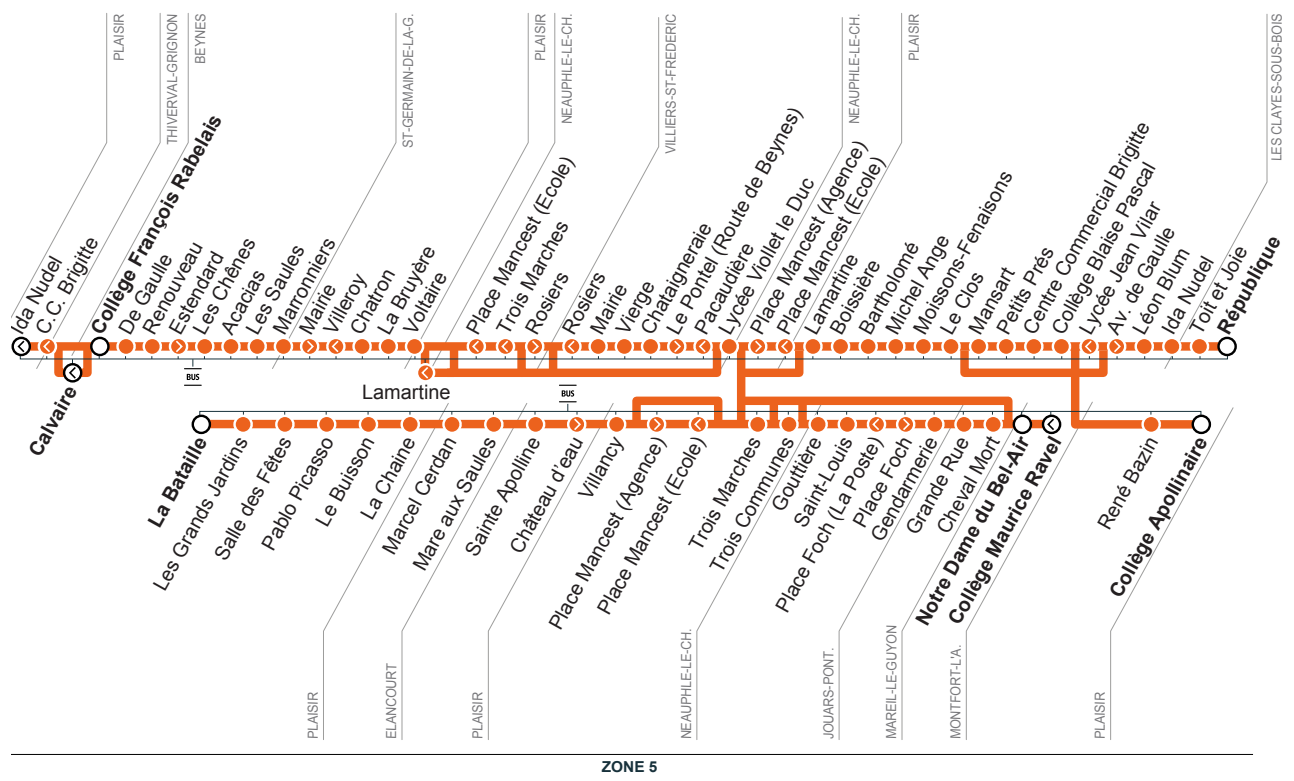 PLAISIR
THIVERVAL-GRIGNON
BEYNES
ST-GERMAIN-DE-LA-G.
PLAISIR
NEAUPHLE-LE-CH.
VILLIERS-ST-FREDERIC
NEAUPHLE-LE-CH.
PLAISIR
LES CLAYES-SOUS-BOIS
Ida Nudel
C.C. Brigitte
Calvaire
Collège François Rabelais
De Gaulle
Renouveau
Estendard
Les Chênes
Acacias
Les Saules
Marronniers
Mairie
Villeroy
Chatron
La Bruyère
Voltaire
Lamartine
Place Mancest (Ecole)
Trois Marches
Rosiers
Rosiers
Mairie
Vierge
Chataigneraie
Le Pontel (Route de Beynes)
Pacaudière
Lycée Viollet le Duc
Place Mancest (Agence)
Place Mancest (Ecole)
Lamartine
Boissière
Bartholomé
Michel Ange
Moissons-Fenaisons
Le Clos
Mansart
Petits Prés
Centre Commercial Brigitte
Collège Blaise Pascal
Lycée Jean Vilar
Av. de Gaulle
Léon Blum
Ida Nudel
Toit et Joie
République
BUS
BUS
La Bataille
Les Grands Jardins
Salle des Fêtes
Pablo Picasso
Le Buisson
La Chaine
Marcel Cerdan
Mare aux Saules
Sainte Apolline
Château d'eau
Villancy
Place Mancest (Agence)
Place Mancest (Ecole)
Trois Marches
Trois Communes
Gouttière
Saint-Louis
Place Foch (La Poste)
Place Foch
Gendarmerie
Grande Rue
Cheval Mort
Notre Dame du Bel-Air
Collège Maurice Ravel
René Bazin
Collège Apollinaire
PLAISIR
ELANCOURT
PLAISIR
NEAUPHLE-LE-CH.
JOUARS-PONT.
MAREIL-LE-GUYON
MONTFORT-L'A.
PLAISIR
ZONE 5